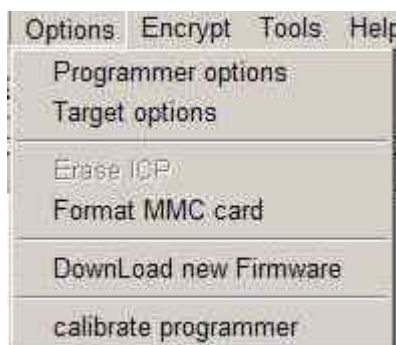 Options Encrypt Tools Help
Programmer options
Target options
Erase ICP
Format MMC card
DownLoad new Firmware
calibrate programmer